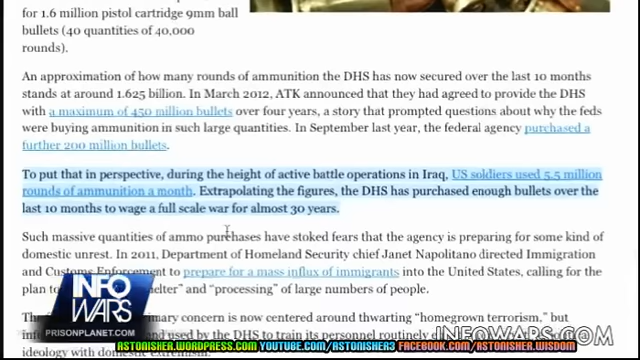 for 1.6 million pistol cartridge 9mm ball
bullets (40 quantities of 40,000
rounds).
An approximation of how many rounds of ammunition the DHS has now secured over the last 10 months
stands at around 1.625 billion. In March 2012, ATK announced that they had agreed to provide the DHS
with a maximum of 450 million bullets over four years, a story that prompted questions about why the feds
were buying ammunition in such large quantities. In September last year, the federal agency purchased a
further 200 million bullets.
To put that in perspective, during the height of active battle operations in Iraq, US soldiers used 5.5 million
rounds of ammunition a month. Extrapolating the figures, the DHS has purchased enough bullets over the
last 10 months to wage a full scale war for almost 30 years.
Such massive quantities of ammo purchases have stoked fears that the agency is preparing for some kind of
domestic unrest. In 2011, Department of Homeland Security chief Janet Napolitano directed Immigration
and Customs Enforcement to prepare for a mass influx of immigrants into the United States, calling for the
plan to "shelter" and "processing" of large numbers of people.
The primary concern is now centered around thwarting "homegrown terrorism," but
used by the DHS to train its personnel routinely
ideology with domestic extremism.
INFO
WARS
PRISONPLANET.COM
INFOWARS.COM
ASTONISHER.WORDPRESS.COM YOUTUBE.COM/ASTONISHER3 FACEBOOK.COM/ASTONISHER.WISDOM